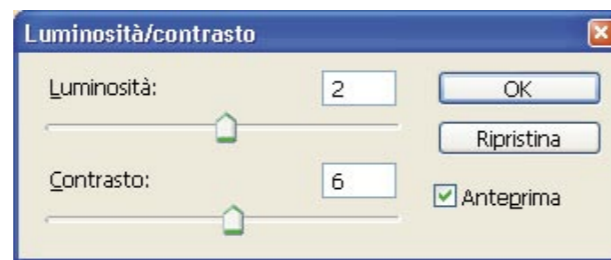 Luminosità/contrasto
Luminosità: 2
OK
Ripristina
Contrasto: 6
Anteprima